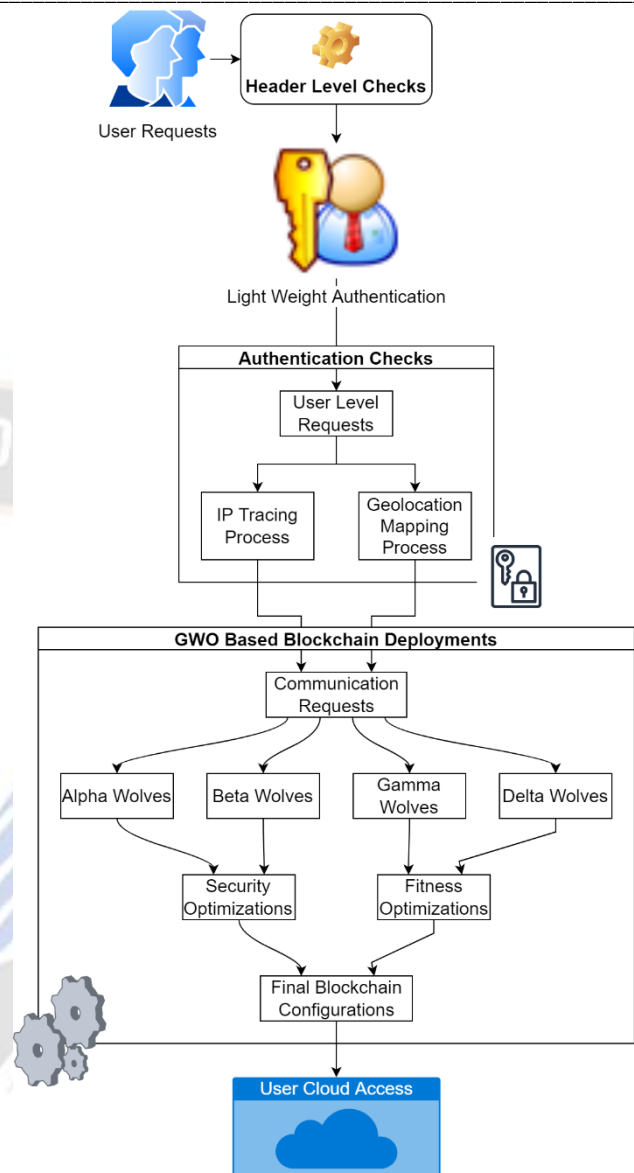 Header Level Checks
User Requests
Light Weight Authentication
Authentication Checks
User Level
Requests
IP Tracing
Process
Geolocation
Mapping
Process
GWO Based Blockchain Deployments
Communication
Requests
Alpha Wolves
Beta Wolves
Gamma
Wolves
Delta Wolves
Security
Optimizations
Fitness
Optimizations
Final Blockchain
Configurations
User Cloud Access